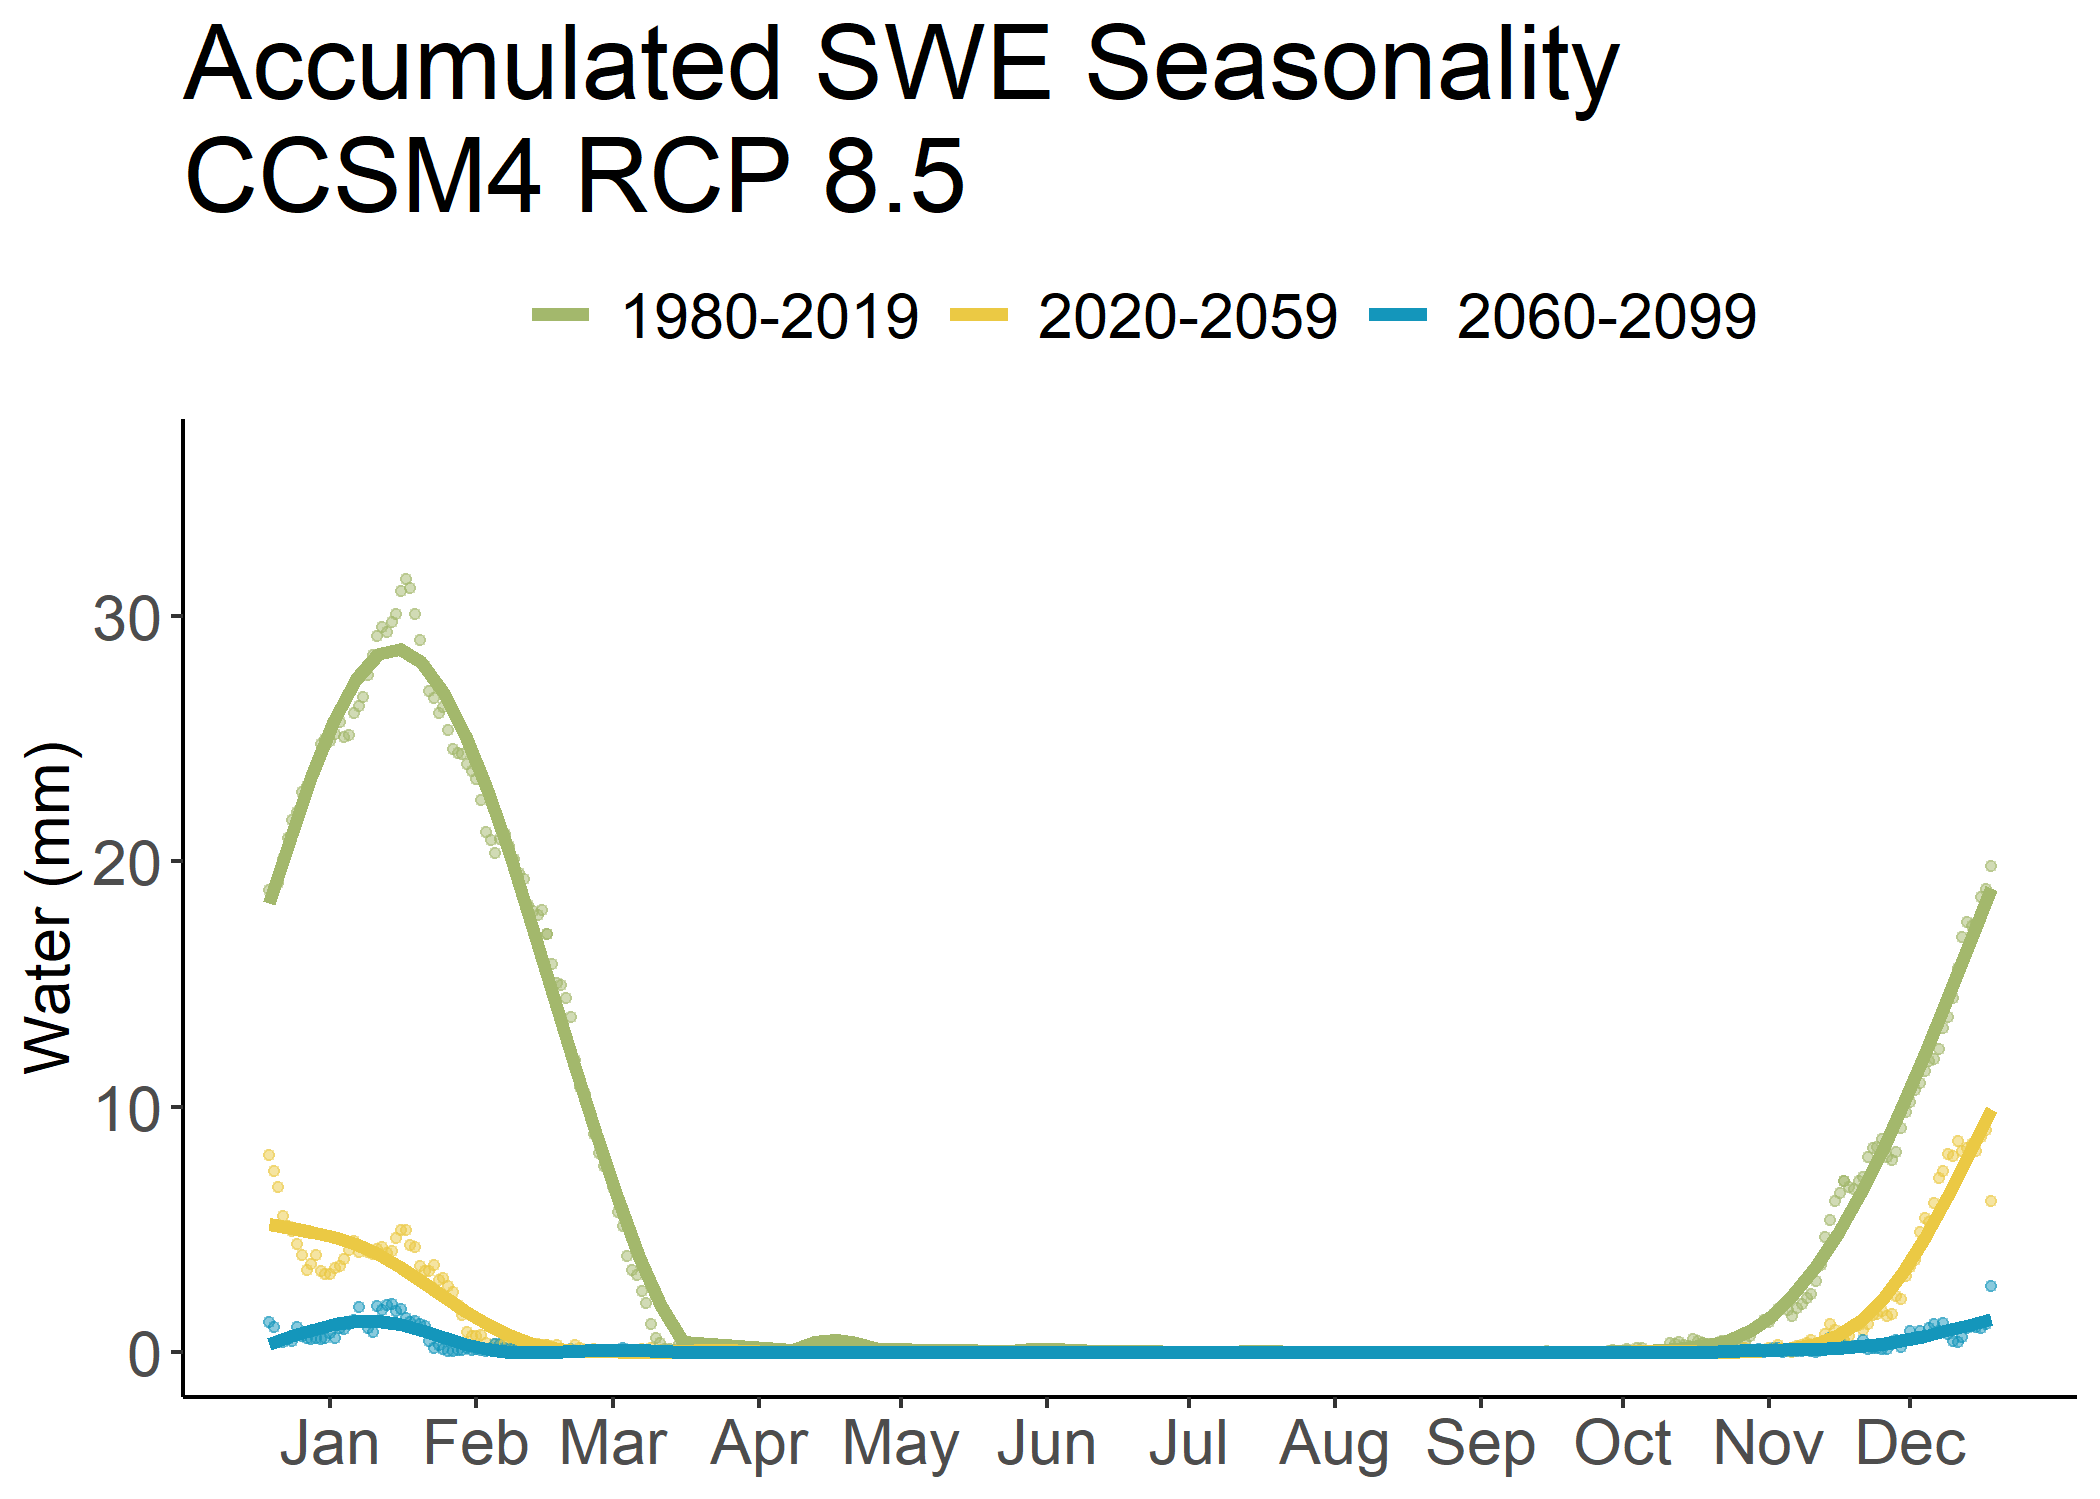 Accumulated SWE Seasonality
CCSM4 RCP 8.5
1980-2019 2020-2059 2060-2099
Water (mm)
30
20
10
0
Jan Feb Mar Apr May Jun Jul Aug Sep Oct Nov Dec